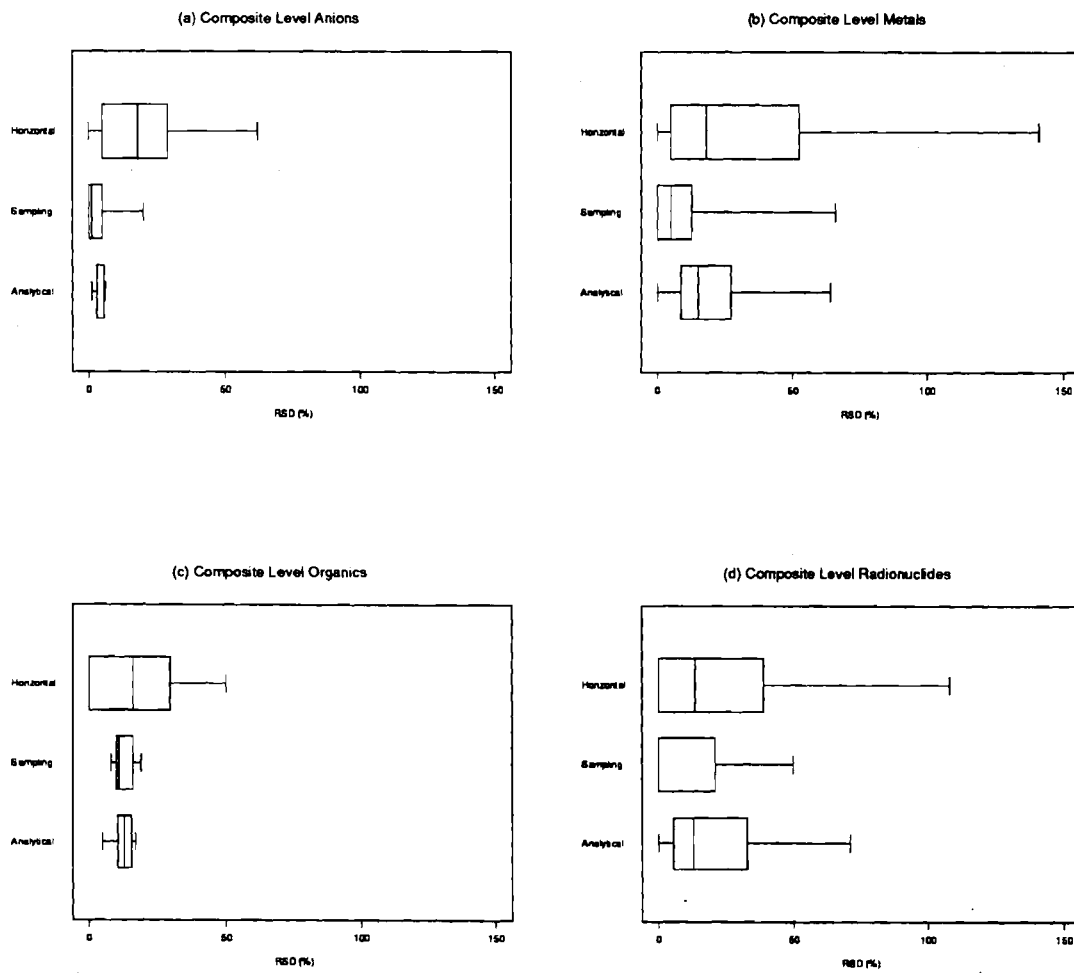 (a) Composite Level Anions
Horizontal
Sampling
Analytical
0
50
100
150
RSD (%)
(b) Composite Level Metals
Horizontal
Sampling
Analytical
0
50
100
150
RSD (%)
(c) Composite Level Organics
Horizontal
Sampling
Analytical
0
50
100
150
RSD (%)
(d) Composite Level Radionuclides
Horizontal
Sampling
Analytical
0
50
100
150
RSD (%)